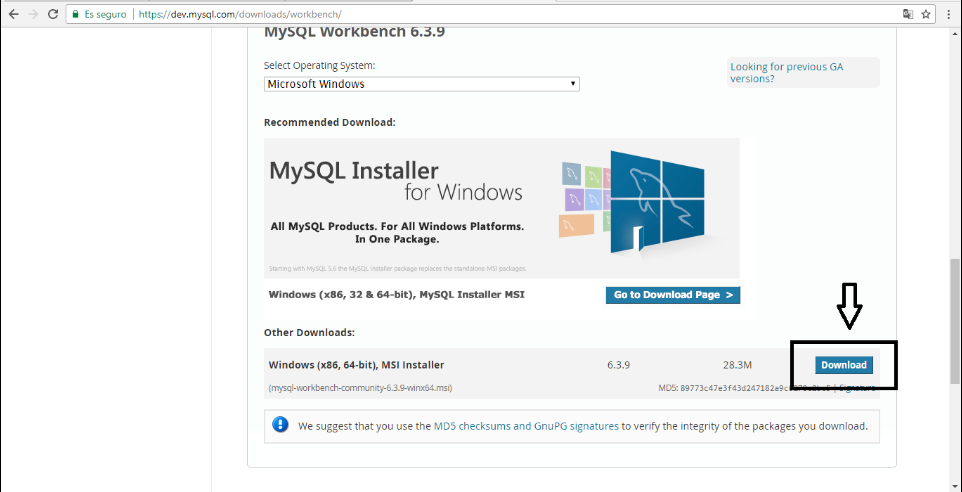 Es seguro | https://dev.mysql.com/downloads/workbench/
MySQL Workbench 6.3.9
Select Operating System:
Microsoft Windows
Looking for previous GA
versions?
Recommended Download:
MySQL Installer
for Windows
All MySQL Products. For All Windows Platforms.
In One Package.
Starting with MySQL 5.6 the MySQL Installer package replaces the standalone MSI packages.
Windows (x86, 32 & 64-bit), MySQL Installer MSI
Go to Download Page >
Other Downloads:
Windows (x86, 64-bit), MSI Installer 6.3.9 28.3M Download
(mysql-workbench-community-6.3.9-winx64.msi) MD5: | Signature
We suggest that you use the MD5 checksums and GnuPG signatures to verify the integrity of the packages you download.